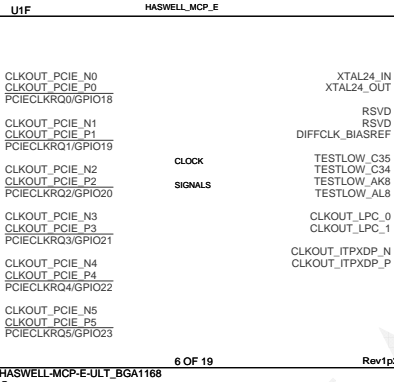 U1F
HASWELL_MCP_E
CLKOUT_PCIE_N0
CLKOUT_PCIE_P0
PCIECLKRQ0/GPIO18
CLKOUT_PCIE_N1
CLKOUT_PCIE_P1
PCIECLKRQ1/GPIO19
CLKOUT_PCIE_N2
CLKOUT_PCIE_P2
PCIECLKRQ2/GPIO20
CLKOUT_PCIE_N3
CLKOUT_PCIE_P3
PCIECLKRQ3/GPIO21
CLKOUT_PCIE_N4
CLKOUT_PCIE_P4
PCIECLKRQ4/GPIO22
CLKOUT_PCIE_N5
CLKOUT_PCIE_P5
PCIECLKRQ5/GPIO23
CLOCK
SIGNALS
XTAL24_IN
XTAL24_OUT
RSVD
RSVD
DIFFCLK_BIASREF
TESTLOW_C35
TESTLOW_C34
TESTLOW_AK8
TESTLOW_AL8
CLKOUT_LPC_0
CLKOUT_LPC_1
CLKOUT_ITPXDP_N
CLKOUT_ITPXDP_P
6 OF 19
HASWELL-MCP-E-ULT_BGA1168